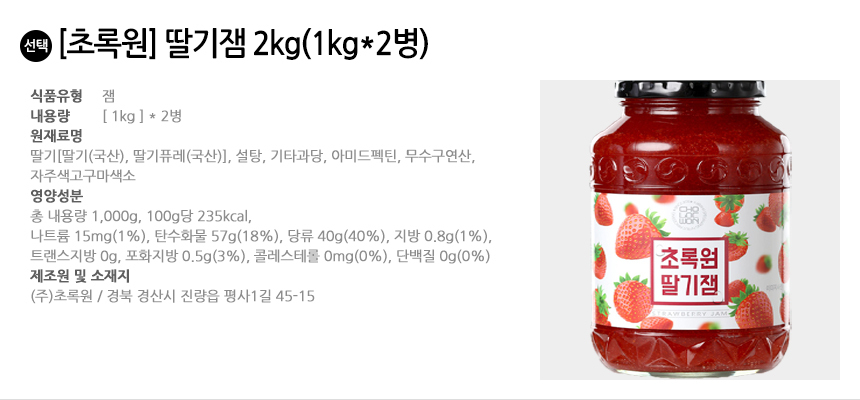 선택 [초록원] 딸기잼 2kg(1kg*2병)
식품유형 잼
내용량 [ 1kg ] * 2병
원재료명
딸기[딸기(국산), 딸기퓨레(국산)], 설탕, 기타과당, 아미드펙틴, 무수구연산,
자주색고구마색소
영양성분
총 내용량 1,000g, 100g당 235kcal,
나트륨 15mg(1%), 탄수화물 57g(18%), 당류 40g(40%), 지방 0.8g(1%),
트랜스지방 0g, 포화지방 0.5g(3%), 콜레스테롤 0mg(0%), 단백질 0g(0%)
제조원 및 소재지
(주)초록원 / 경북 경산시 진량읍 평사1길 45-15
CHO
LOC
WON
초록원
딸기잼
STRAWBERRY JAM